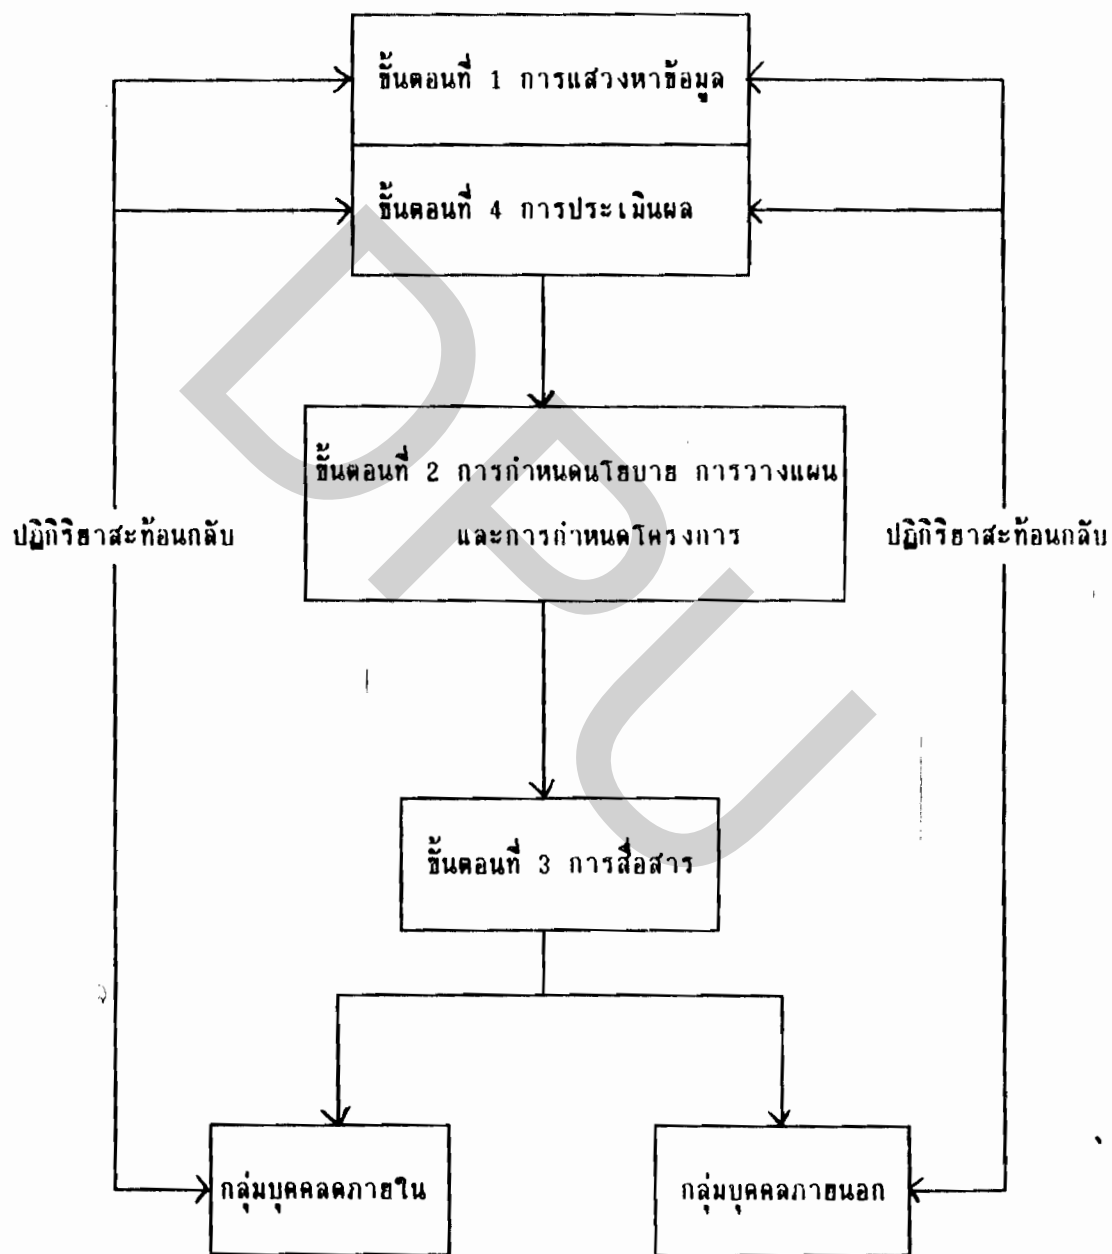 ขั้นตอนที่ 1 การแสวงหาข้อมูล
ขั้นตอนที่ 4 การประเมินผล
ขั้นตอนที่ 2 การกำหนดนโยบาย การวางแผน
และการกำหนดโครงการ
ปฏิกิริยาสะท้อนกลับ
ปฏิกิริยาสะท้อนกลับ
ขั้นตอนที่ 3 การสื่อสาร
กลุ่มบุคคลดภายใน
กลุ่มบุคคลภายนอก
DPU